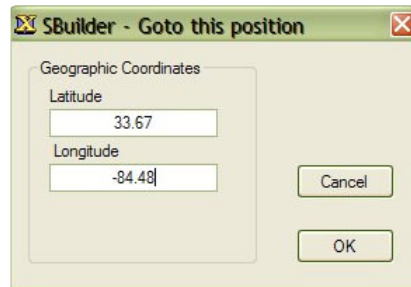 SBuilder - Goto this position
Geographic Coordinates
Latitude
33.67
Longitude
-84.48
Cancel
OK